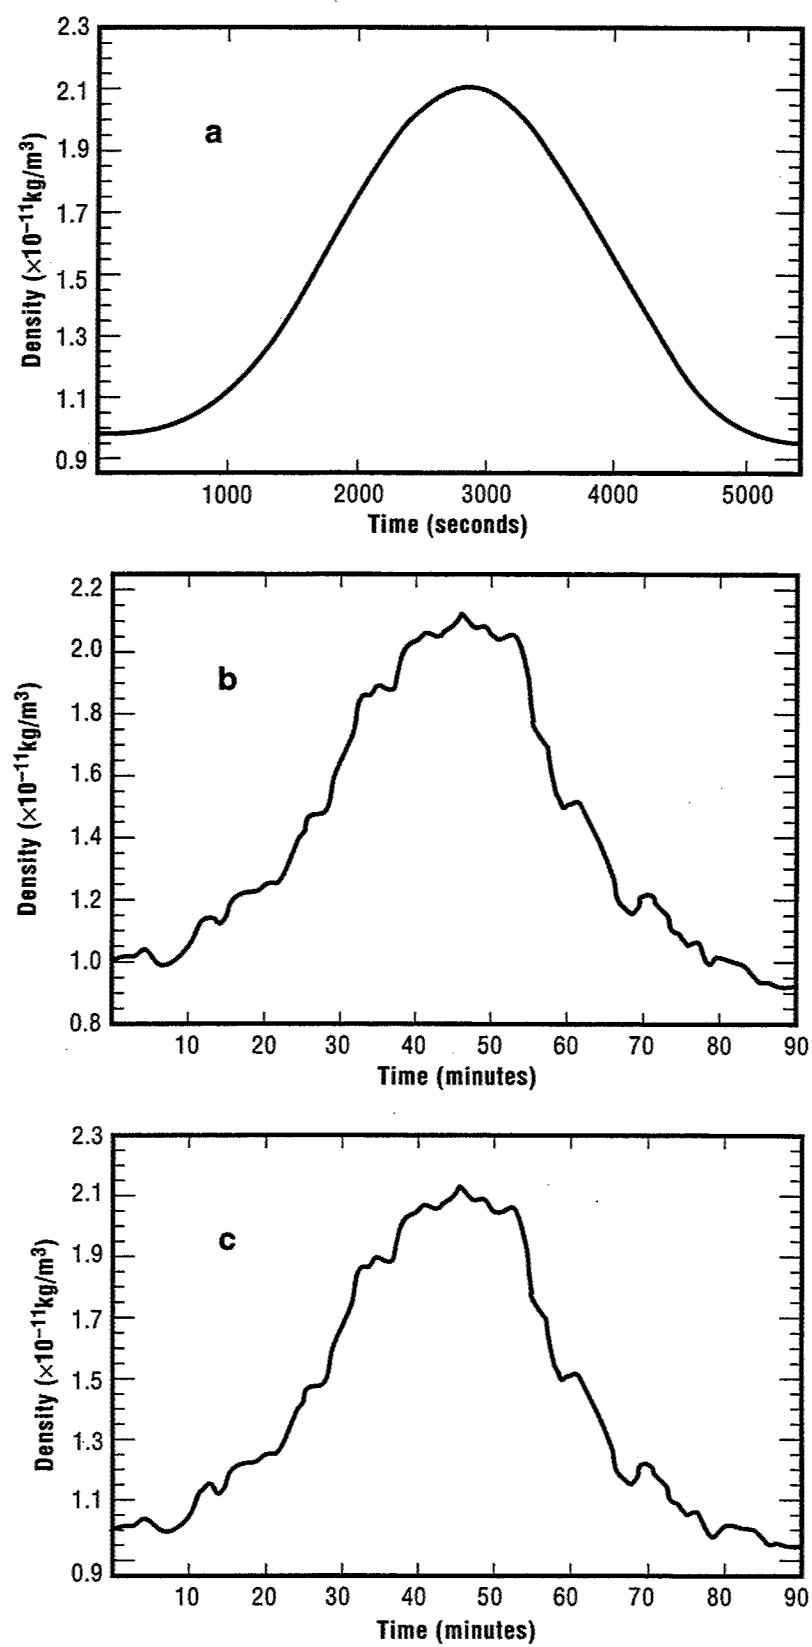 a
Density (×10⁻¹¹kg/m³)
2.3
2.1
1.9
1.7
1.5
1.3
1.1
0.9
1000 2000 3000 4000 5000
Time (seconds)
b
Density (×10⁻¹¹kg/m³)
2.2
2.0
1.8
1.6
1.4
1.2
1.0
0.8
10 20 30 40 50 60 70 80 90
Time (minutes)
c
Density (×10⁻¹¹kg/m³)
2.3
2.1
1.9
1.7
1.5
1.3
1.1
0.9
10 20 30 40 50 60 70 80 90
Time (minutes)